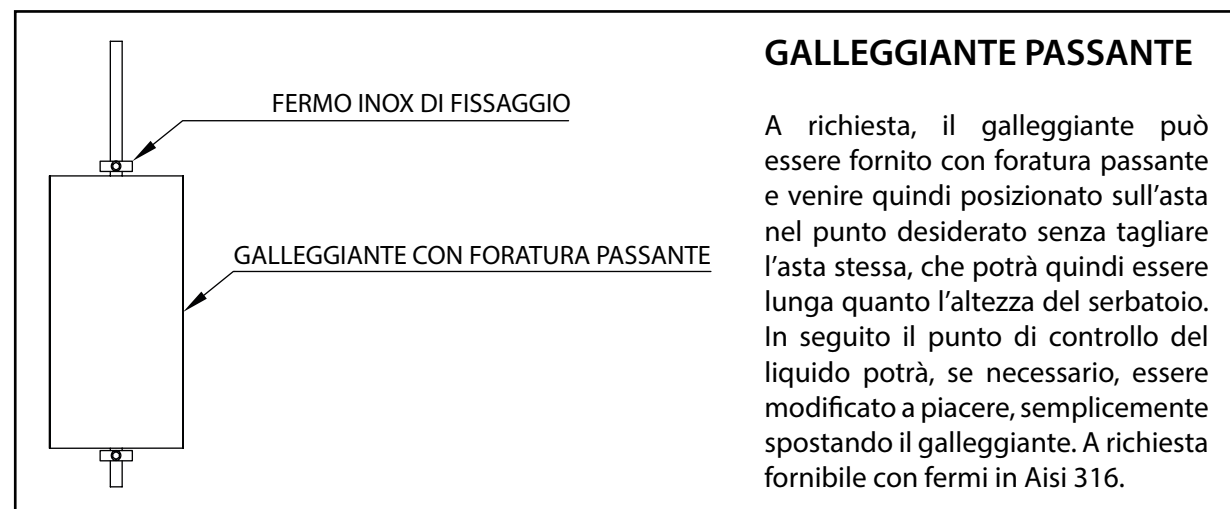 GALLEGGIANTE PASSANTE
FERMO INOX DI FISSAGGIO
GALLEGGIANTE CON FORATURA PASSANTE
A richiesta, il galleggiante può
essere fornito con foratura passante
e venire quindi posizionato sull’asta
nel punto desiderato senza tagliare
l’asta stessa, che potrà quindi essere
lunga quanto l’altezza del serbatoio.
In seguito il punto di controllo del
liquido potrà, se necessario, essere
modificato a piacere, semplicemente
spostando il galleggiante. A richiesta
fornibile con fermi in Aisi 316.